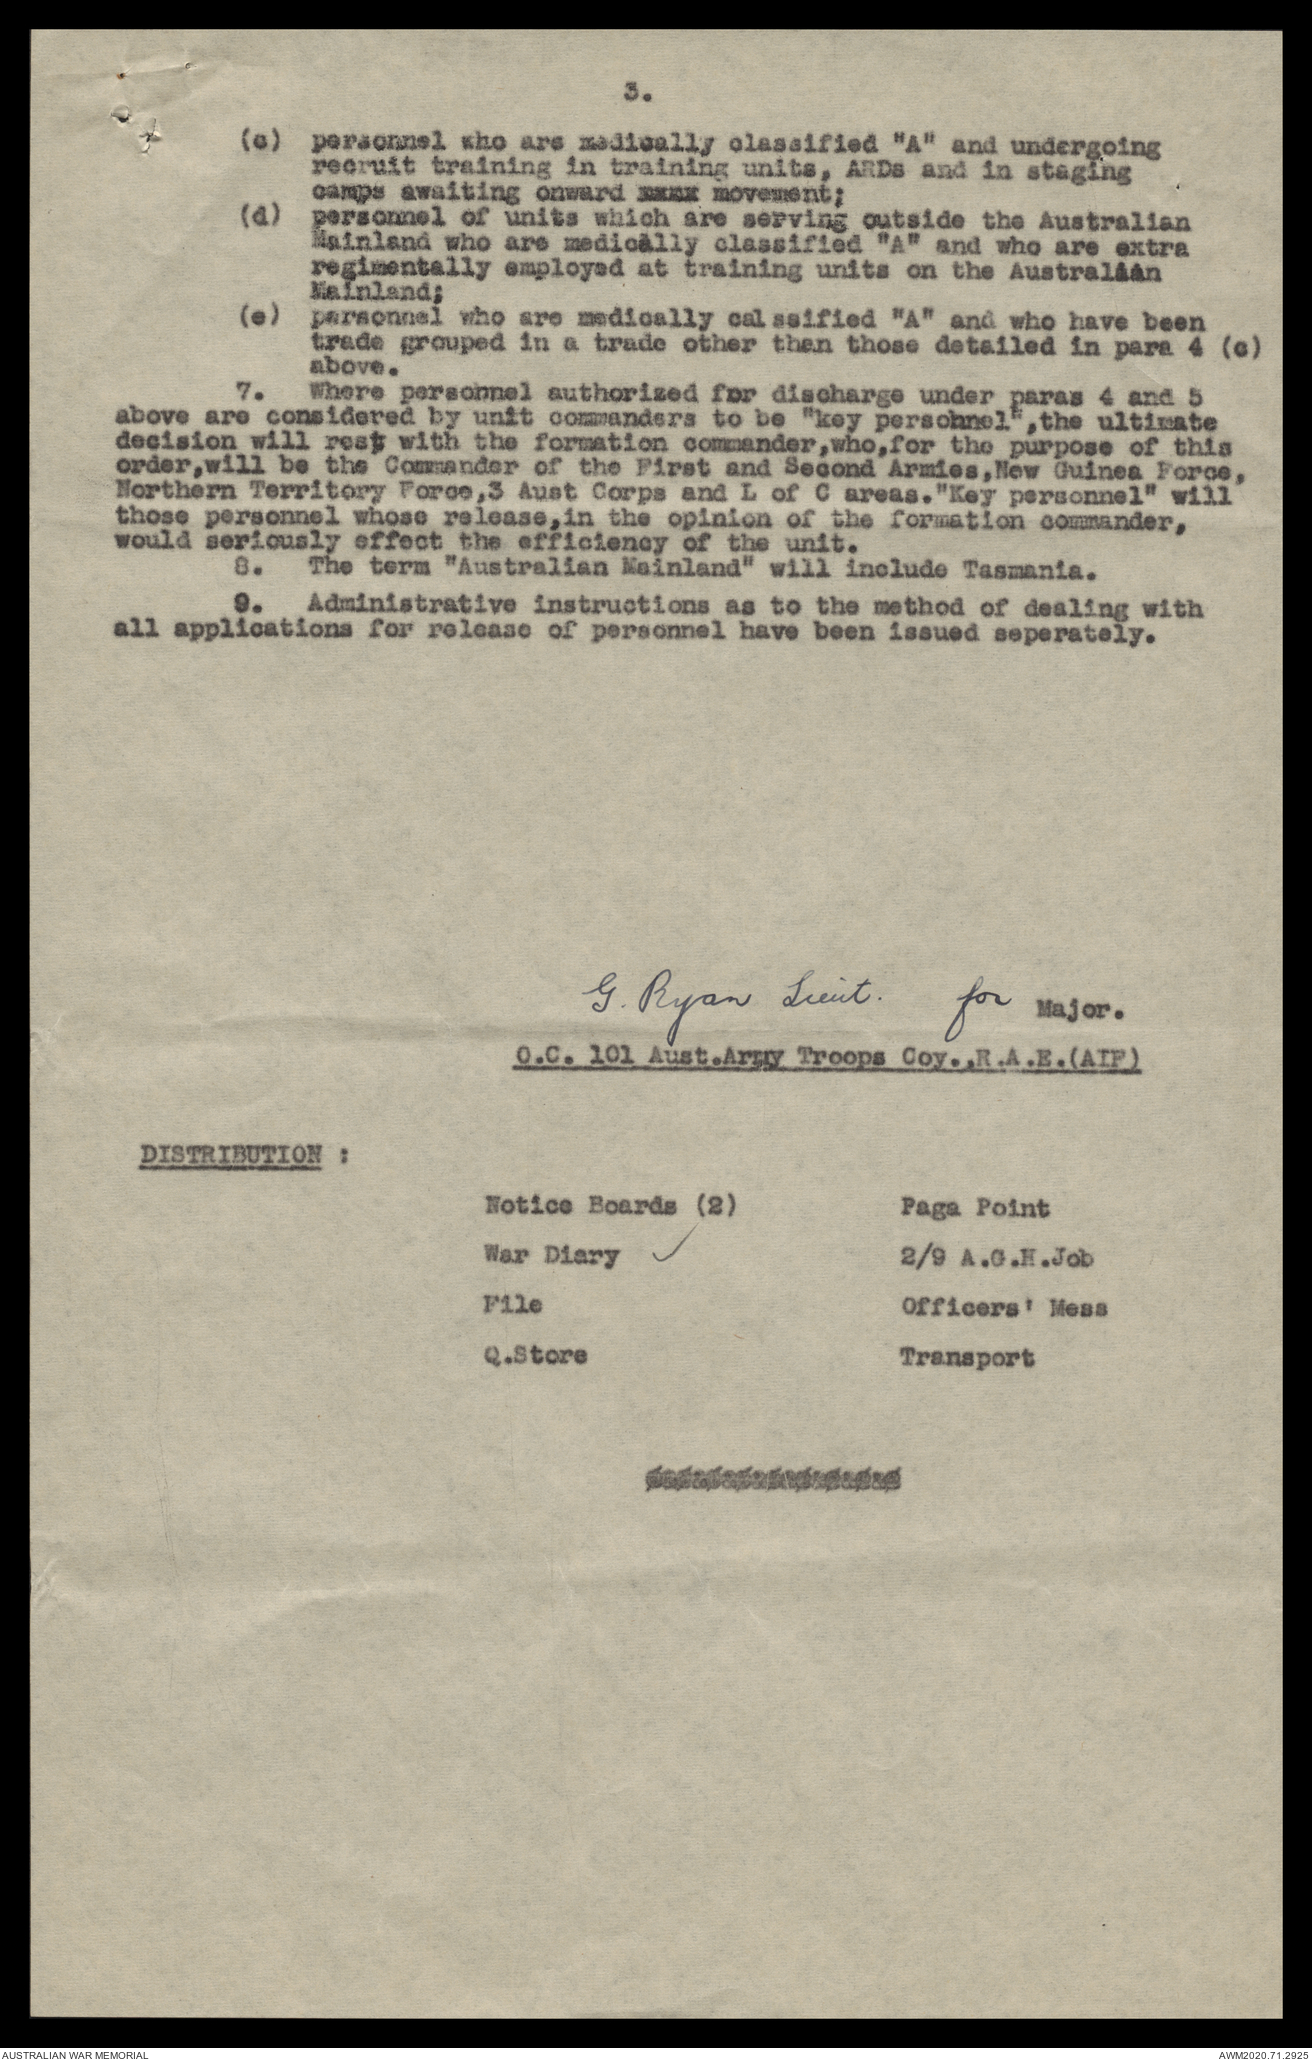 3.
(c) personnel who are medically classified "A" and undergoing
recruit training in training units, ARDs and in staging
camps awaiting onward xxxx movement;
(d) personnel of units which are serving outside the Australian
Mainland who are medically classified "A" and who are extra
regimentally employed at training units on the Australian
Mainland;
(e) personnel who are medically cal ssified "A" and who have been
trade grouped in a trade other than those detailed in para 4 (c)
above.
7. Where personnel authorized for discharge under paras 4 and 5
above are considered by unit commanders to be "key personnel",the ultimate
decision will rest with the formation commander,who,for the purpose of this
order,will be the Commander of the First and Second Armies,New Guinea Force,
Northern Territory Force,3 Aust Corps and L of C areas."Key personnel" will
those personnel whose release,in the opinion of the formation commander,
would seriously effect the efficiency of the unit.
8. The term "Australian Mainland" will include Tasmania.
9. Administrative instructions as to the method of dealing with
all applications for release of personnel have been issued seperately.
G. Ryan Lieut. for Major.
O.C. 101 Aust.Army Troops Coy.,R.A.E.(AIF)
DISTRIBUTION :
Notice Boards (2) Paga Point
War Diary ✓ 2/9 A.G.H.Job
File Officers' Mess
Q.Store Transport
AUSTRALIAN WAR MEMORIAL AWM2020.71.2925